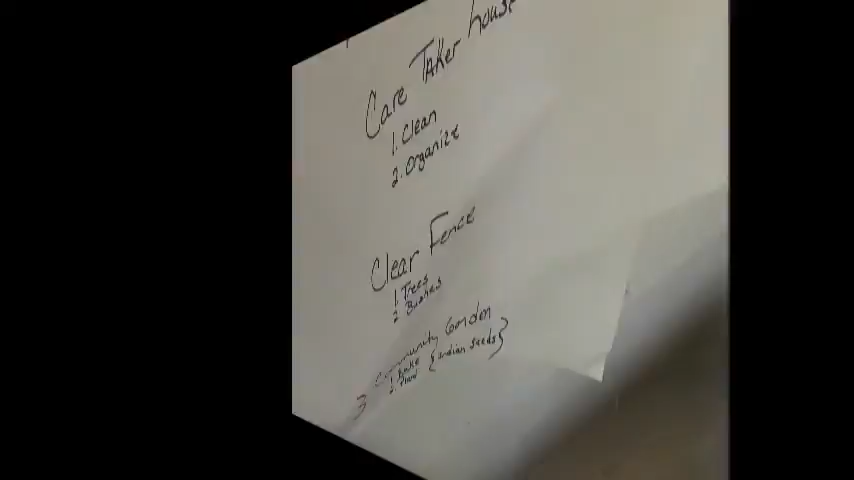 Care Taker house
1. Clean
2. Organize
Clear Fence
1. Trees
2 Bushes
Community Garden
1. Rake
2. Plant {indian seeds}
3